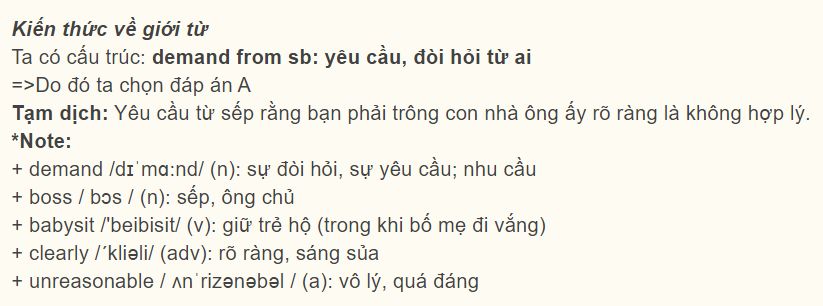 Kiến thức về giới từ
Ta có cấu trúc: demand from sb: yêu cầu, đòi hỏi từ ai
=>Do đó ta chọn đáp án A
Tạm dịch: Yêu cầu từ sếp rằng bạn phải trông con nhà ông ấy rõ ràng là không hợp lý.
*Note:
+ demand /dɪˈmɑːnd/ (n): sự đòi hỏi, sự yêu cầu; nhu cầu
+ boss / bɔs / (n): sếp, ông chủ
+ babysit /'beibisit/ (v): giữ trẻ hộ (trong khi bố mẹ đi vắng)
+ clearly /´kliəli/ (adv): rõ ràng, sáng sủa
+ unreasonable / ʌnˈrizənəbəl / (a): vô lý, quá đáng